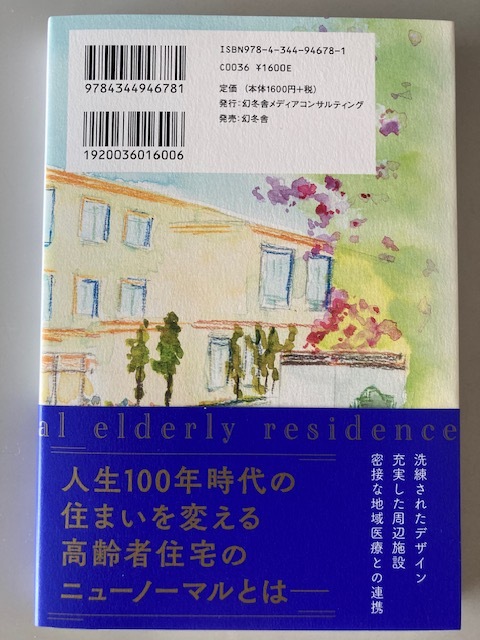 ISBN978-4-344-94678-1
C0036 ¥1600E
定価 (本体1600円+税)
発行:幻冬舎メディアコンサルティング
発売:幻冬舎
9784344946781
1920036016006
al elderly residence
洗練されたデザイン
充実した周辺施設
密接な地域医療との連携
人生100年時代の
住まいを変える
高齢者住宅の
ニューノーマルとは──